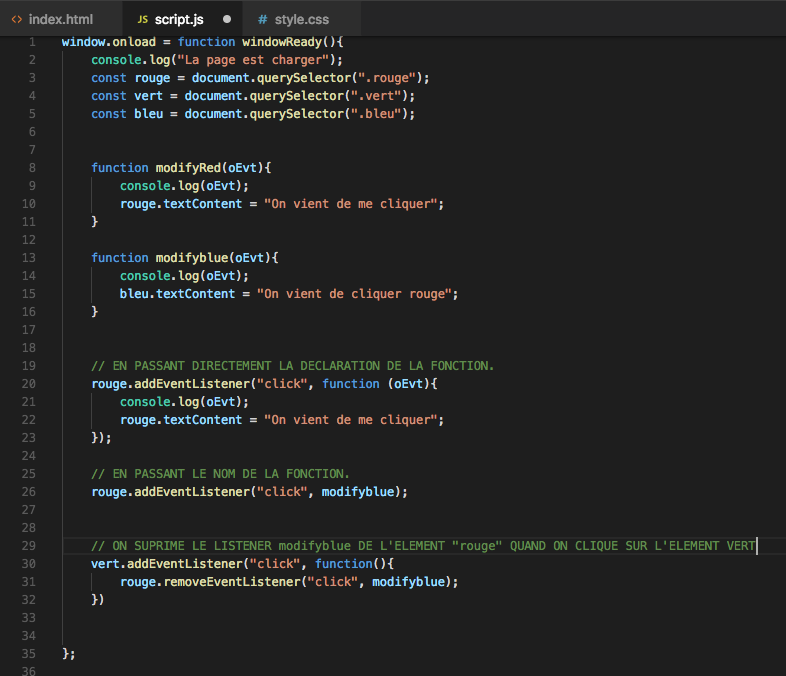 <> index.html JS script.js ● # style.css
1 window.onload = function windowReady(){
2 console.log("La page est charger");
3 const rouge = document.querySelector(".rouge");
4 const vert = document.querySelector(".vert");
5 const bleu = document.querySelector(".bleu");
6
7
8 function modifyRed(oEvt){
9 console.log(oEvt);
10 rouge.textContent = "On vient de me cliquer";
11 }
12
13 function modifyblue(oEvt){
14 console.log(oEvt);
15 bleu.textContent = "On vient de cliquer rouge";
16 }
17
18
19 // EN PASSANT DIRECTEMENT LA DECLARATION DE LA FONCTION.
20 rouge.addEventListener("click", function (oEvt){
21 console.log(oEvt);
22 rouge.textContent = "On vient de me cliquer";
23 });
24
25 // EN PASSANT LE NOM DE LA FONCTION.
26 rouge.addEventListener("click", modifyblue);
27
28
29 // ON SUPRIME LE LISTENER modifyblue DE L'ELEMENT "rouge" QUAND ON CLIQUE SUR L'ELEMENT VERT
30 vert.addEventListener("click", function(){
31 rouge.removeEventListener("click", modifyblue);
32 })
33
34
35 };
36